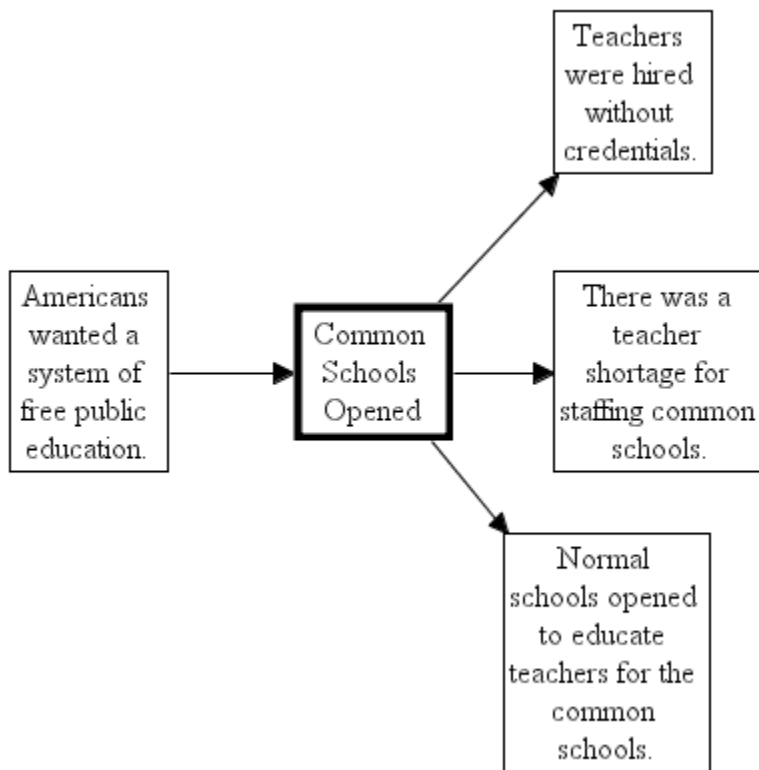 Americans
wanted a
system of
free public
education.
Common
Schools
Opened
Teachers
were hired
without
credentials.
There was a
teacher
shortage for
staffing common
schools.
Normal
schools opened
to educate
teachers for the
common
schools.